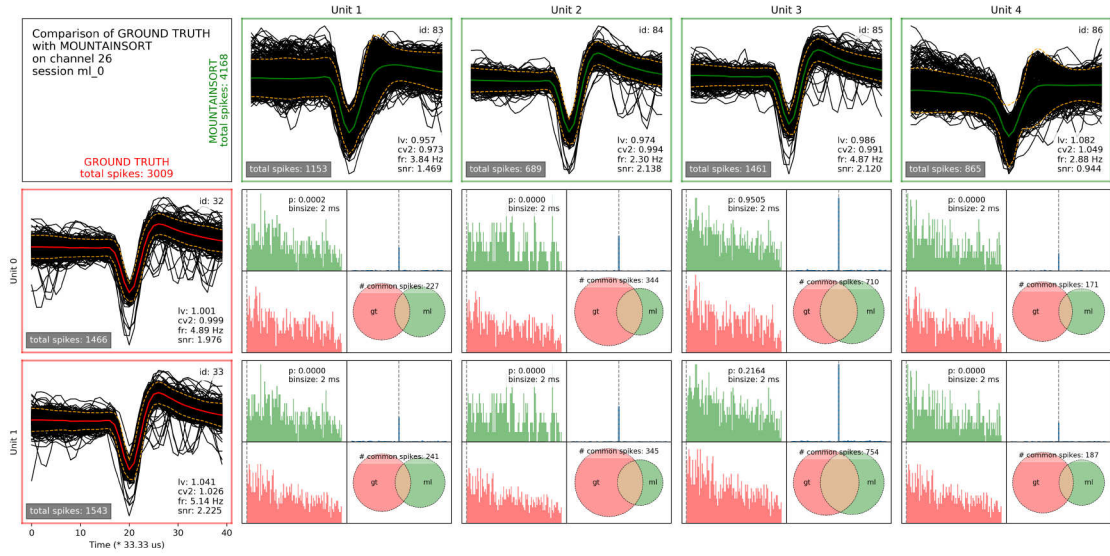 Unit 1
Unit 2
Unit 3
Unit 4
Comparison of GROUND TRUTH
with MOUNTAINSORT
on channel 26
session ml_0
MOUNTAINSORT
total spikes: 4168
GROUND TRUTH
total spikes: 3009
id: 83
lv: 0.957
cv2: 0.973
fr: 3.84 Hz
snr: 1.469
total spikes: 1153
id: 84
lv: 0.974
cv2: 0.994
fr: 2.30 Hz
snr: 2.138
total spikes: 689
id: 85
lv: 0.986
cv2: 0.991
fr: 4.87 Hz
snr: 2.120
total spikes: 1461
id: 86
lv: 1.082
cv2: 1.049
fr: 2.88 Hz
snr: 0.944
total spikes: 865
Unit 0
id: 32
lv: 1.001
cv2: 0.999
fr: 4.89 Hz
snr: 1.976
total spikes: 1466
p: 0.0002
binsize: 2 ms
# common spikes: 227
gt
ml
p: 0.0000
binsize: 2 ms
# common spikes: 344
gt
ml
p: 0.9505
binsize: 2 ms
# common spikes: 710
gt
ml
p: 0.0000
binsize: 2 ms
# common spikes: 171
gt
ml
Unit 1
id: 33
lv: 1.041
cv2: 1.026
fr: 5.14 Hz
snr: 2.225
total spikes: 1543
p: 0.0000
binsize: 2 ms
# common spikes: 241
gt
ml
p: 0.0000
binsize: 2 ms
# common spikes: 345
gt
ml
p: 0.2164
binsize: 2 ms
# common spikes: 754
gt
ml
p: 0.0000
binsize: 2 ms
# common spikes: 187
gt
ml
0 10 20 30 40
Time (* 33.33 us)